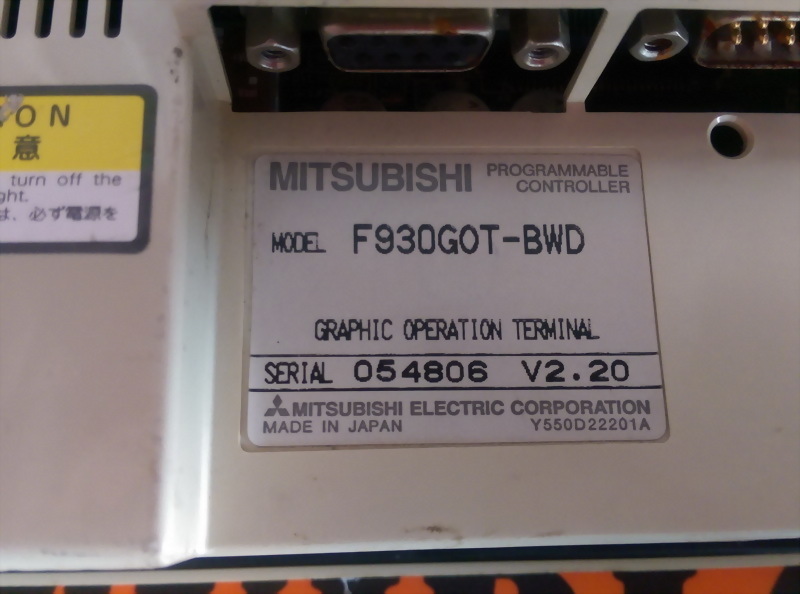 ON
意
turn off the
ght.
は、必ず電源を
MITSUBISHI PROGRAMMABLE
CONTROLLER
MODEL F930GOT-BWD
GRAPHIC OPERATION TERMINAL
SERIAL 054806 V2.20
MITSUBISHI ELECTRIC CORPORATION
MADE IN JAPAN Y550D22201A